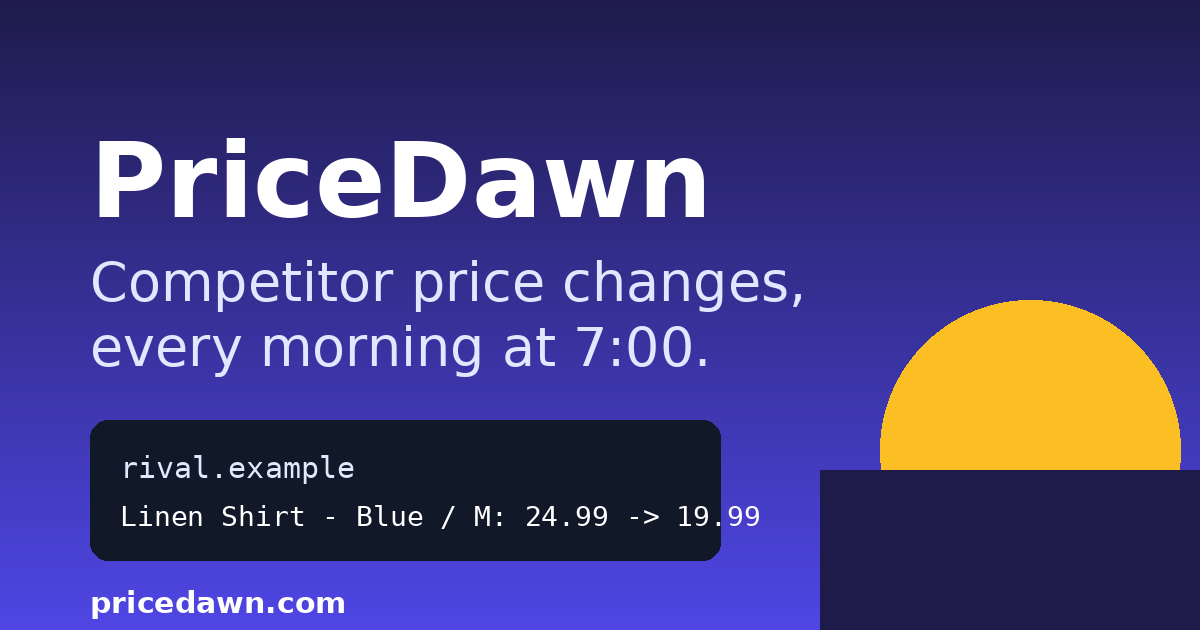 PriceDawn
Competitor price changes,
every morning at 7:00.
rival.example
Linen Shirt - Blue / M: 24.99 -> 19.99
pricedawn.com